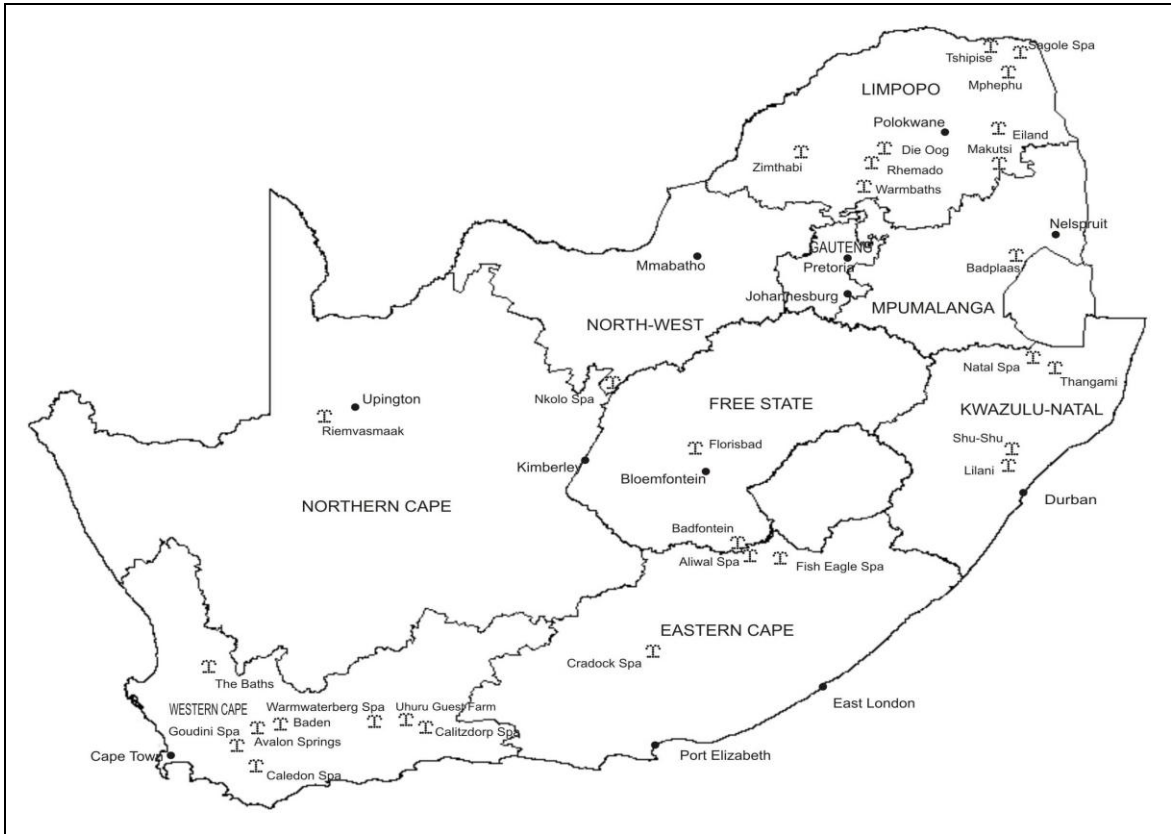 Sagole Spa
Tshipise
Mphephu
LIMPOPO
Polokwane
Eiland
Die Oog
Makutsi
Zimthabi
Rhemado
Warmbaths
Nelspruit
GAUTENG
Mmabatho
Pretoria
Badplaas
Johannesburg
MPUMALANGA
NORTH-WEST
Natal Spa
Thangami
Nkolo Spa
Upington
FREE STATE
KWAZULU-NATAL
Riemvasmaak
Florisbad
Shu-Shu
Kimberley
Lilani
Bloemfontein
Durban
NORTHERN CAPE
Badfontein
Aliwal Spa
Fish Eagle Spa
EASTERN CAPE
Cradock Spa
The Baths
East London
WESTERN CAPE
Warmwaterberg Spa
Uhuru Guest Farm
Baden
Goudini Spa
Calitzdorp Spa
Avalon Springs
Cape Town
Port Elizabeth
Caledon Spa